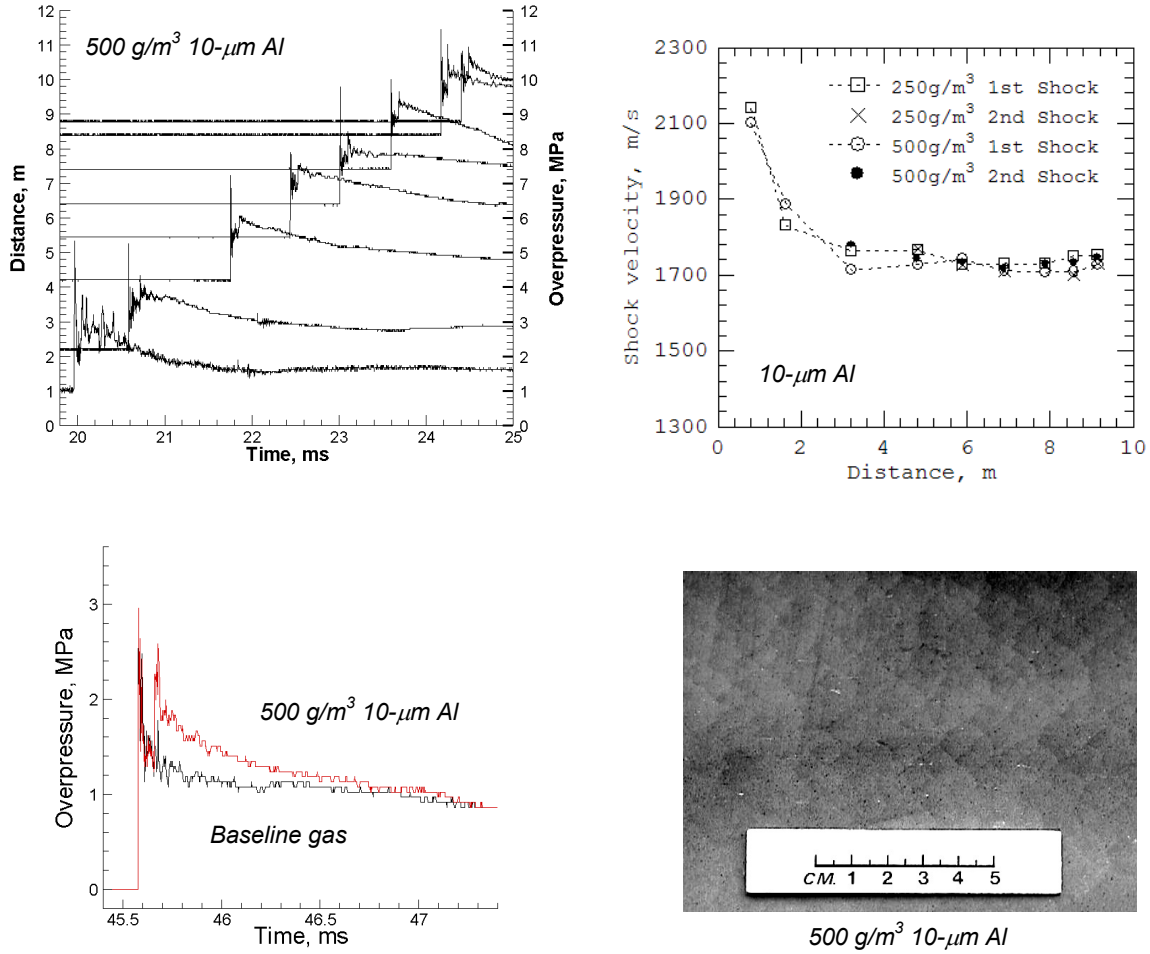 500 g/m³ 10-μm Al
Distance, m
12
11
10
9
8
7
6
5
4
3
2
1
0
20 21 22 23 24 25
Time, ms
12
11
10
9
8
7
6
5
4
3
2
1
0
Overpressure, MPa
Shock velocity, m/s
2300
2100
1900
1700
1500
1300
250g/m³ 1st Shock
250g/m³ 2nd Shock
500g/m³ 1st Shock
500g/m³ 2nd Shock
10-μm Al
0 2 4 6 8 10
Distance, m
Overpressure, MPa
3
2
1
0
500 g/m³ 10-μm Al
Baseline gas
45.5 46 46.5 47
Time, ms
CM. 1 2 3 4 5
500 g/m³ 10-μm Al